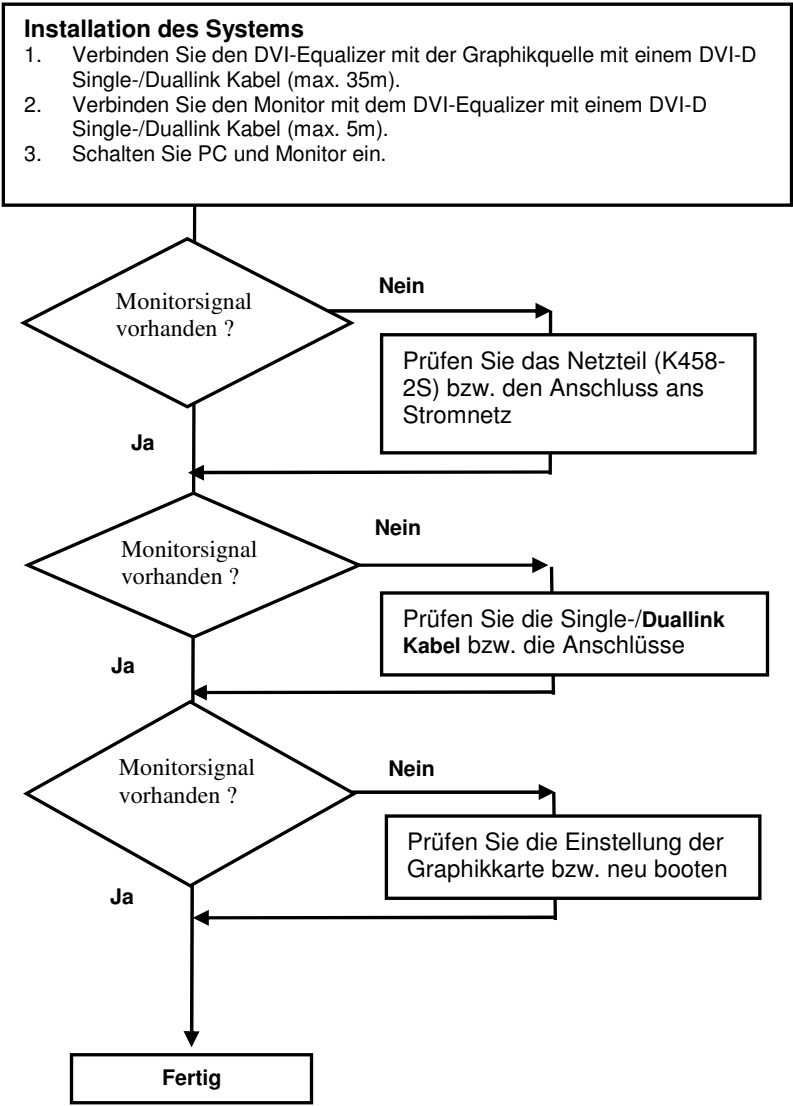 Installation des Systems
1. Verbinden Sie den DVI-Equalizer mit der Graphikquelle mit einem DVI-D
Single-/Duallink Kabel (max. 35m).
2. Verbinden Sie den Monitor mit dem DVI-Equalizer mit einem DVI-D
Single-/Duallink Kabel (max. 5m).
3. Schalten Sie PC und Monitor ein.
Monitorsignal
vorhanden ?
Nein
Prüfen Sie das Netzteil (K458-
2S) bzw. den Anschluss ans
Stromnetz
Ja
Monitorsignal
vorhanden ?
Nein
Prüfen Sie die Single-/Duallink
Kabel bzw. die Anschlüsse
Ja
Monitorsignal
vorhanden ?
Nein
Prüfen Sie die Einstellung der
Graphikkarte bzw. neu booten
Ja
Fertig